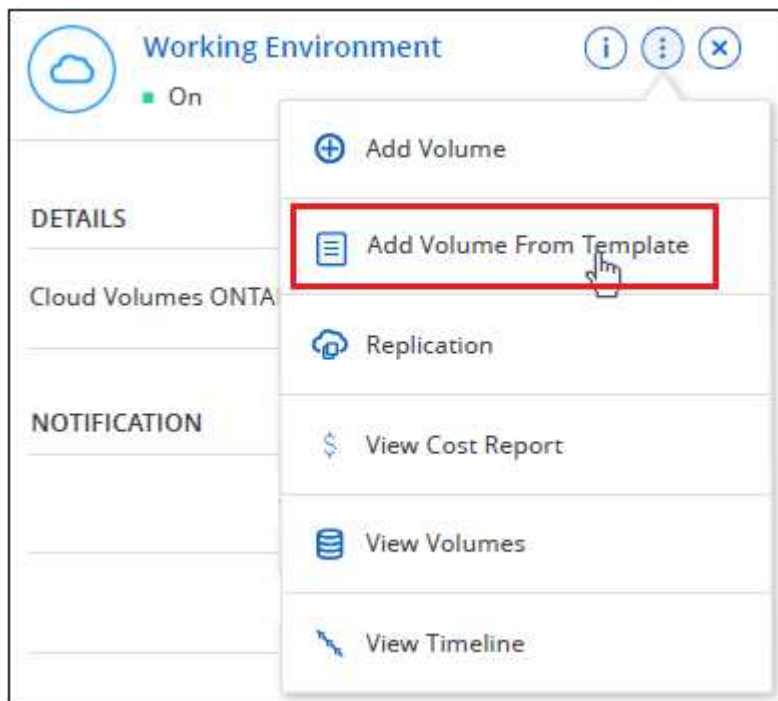 Working Environment
On
Add Volume
DETAILS
Add Volume From Template
Cloud Volumes ONTA
Replication
NOTIFICATION
$ View Cost Report
View Volumes
View Timeline